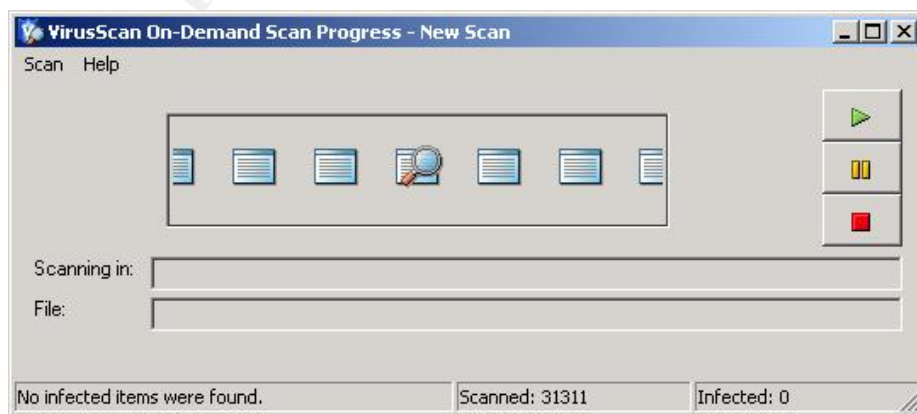 VirusScan On-Demand Scan Progress - New Scan
Scan Help
Scanning in:
File:
No infected items were found.
Scanned: 31311
Infected: 0